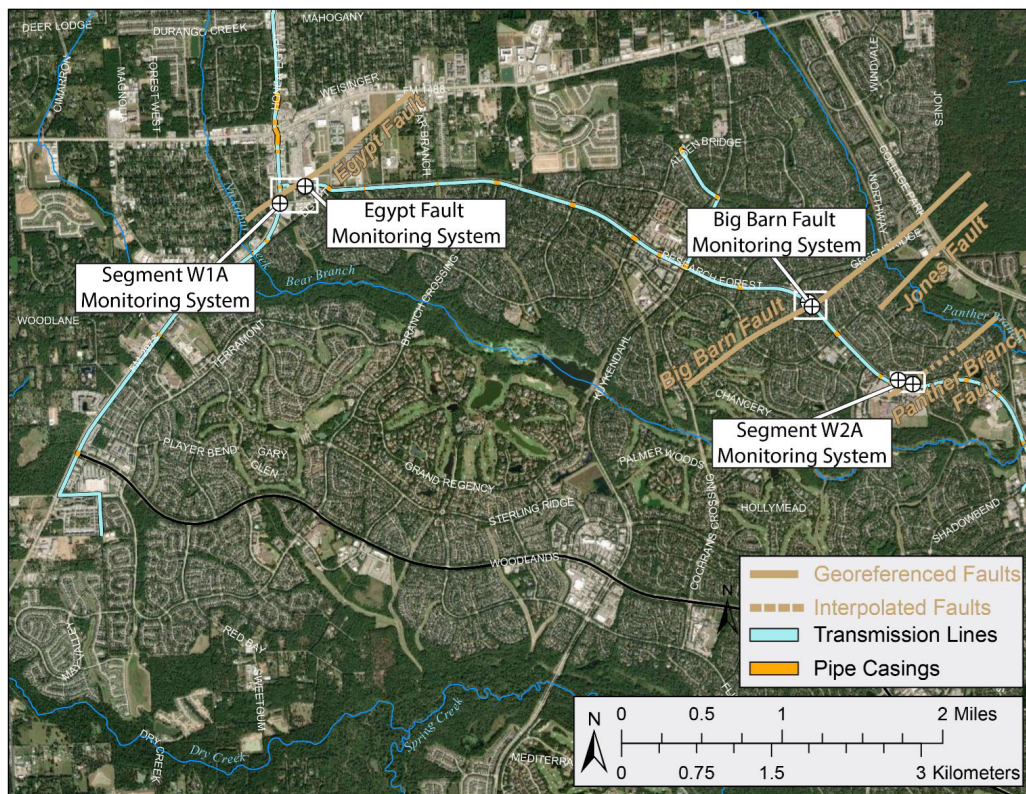 DEER LODGE
DURANGO CREEK
MAHOGANY
CIMARRON
MAGNOLIA
FOREST WEST
WEISINGER
FM 1488
WINDVALE
JONES
Egypt Fault
ALDEN BRIDGE
COLLEGE PARK
NORTHWAY
Egypt Fault
Monitoring System
Big Barn Fault
Monitoring System
Segment W1A
Monitoring System
Bear Branch
BRANCH CROSSING
RESEARCH FOREST
Jones Fault
WOODLANE
TERRAMONT
KUYKENDAHL
Big Barn Fault
Panther Branch
Panther Branch
Fault
CHANCERY
Segment W2A
Monitoring System
PLAYER BEND
GARY
GLEN
GRAND REGENCY
PALMER WOODS
STERLING RIDGE
COCHRANS CROSSING
HOLLYMEAD
SHADOWBEND
WOODLANDS
N
Georeferenced Faults
Interpolated Faults
Transmission Lines
Pipe Casings
RED BAY
SWEETGUM
MAY VALLEY
DRY CREEK
Dry Creek
Spring Creek
MEDITERRA
N
0 0.5 1 2 Miles
0 0.75 1.5 3 Kilometers